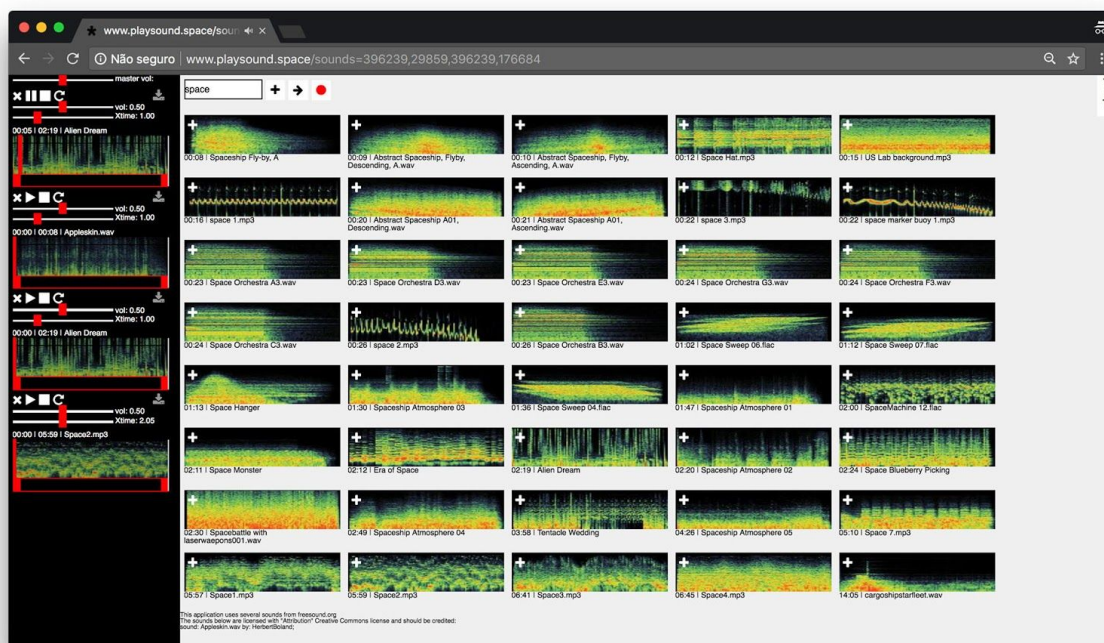 www.playsound.space/soun
Não seguro | www.playsound.space/sounds=396239,29859,396239,176684
master vol:
vol: 0.50
Xtime: 1.00
00:05 | 02:19 | Alien Dream
vol: 0.50
Xtime: 1.00
00:00 | 00:08 | Appleskin.wav
vol: 0.50
Xtime: 1.00
00:00 | 02:19 | Alien Dream
vol: 0.50
Xtime: 2.05
00:00 | 05:59 | Space2.mp3
space
00:08 | Spaceship Fly-by, A
00:09 | Abstract Spaceship, Flyby,
Descending, A.wav
00:10 | Abstract Spaceship, Flyby,
Ascending, A.wav
00:12 | Space Hat.mp3
00:15 | US Lab background.mp3
00:16 | space 1.mp3
00:20 | Abstract Spaceship A01,
Descending.wav
00:21 | Abstract Spaceship A01,
Ascending.wav
00:22 | space 3.mp3
00:22 | space marker buoy 1.mp3
00:23 | Space Orchestra A3.wav
00:23 | Space Orchestra D3.wav
00:23 | Space Orchestra E3.wav
00:24 | Space Orchestra G3.wav
00:24 | Space Orchestra F3.wav
00:24 | Space Orchestra C3.wav
00:26 | space 2.mp3
00:26 | Space Orchestra B3.wav
01:02 | Space Sweep 06.flac
01:12 | Space Sweep 07.flac
01:13 | Space Hanger
01:30 | Spaceship Atmosphere 03
01:36 | Space Sweep 04.flac
01:47 | Spaceship Atmosphere 01
02:00 | SpaceMachine 12.flac
02:11 | Space Monster
02:12 | Era of Space
02:19 | Alien Dream
02:20 | Spaceship Atmosphere 02
02:24 | Space Blueberry Picking
02:30 | Spacebattle with
laserwaepons001.wav
02:49 | Spaceship Atmosphere 04
03:58 | Tentacle Wedding
04:26 | Spaceship Atmosphere 05
05:10 | Space 7.mp3
05:57 | Space1.mp3
05:59 | Space2.mp3
06:41 | Space3.mp3
06:45 | Space4.mp3
14:05 | cargoshipstarfleet.wav
This application uses several sounds from freesound.org
The sounds below are licensed with "Attribution" Creative Commons license and should be credited:
sound: Appleskin.wav by: HerbertBoland;